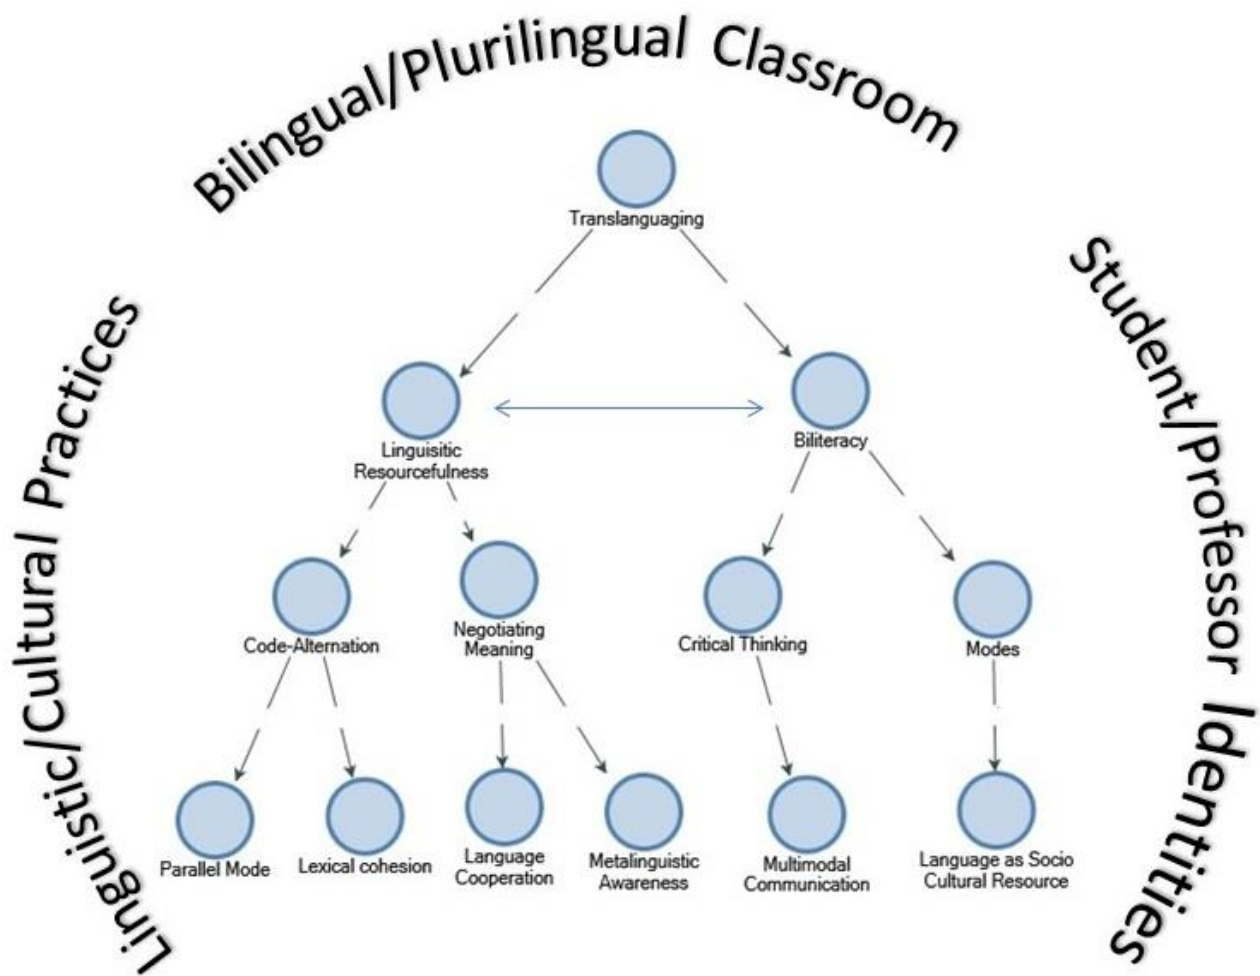 Bilingual/Plurilingual Classroom
Linguistic/Cultural Practices
Student/Professor Identities
Translanguaging
Linguisitic
Resourcefulness
Biliteracy
Code-Alternation
Negotiating
Meaning
Critical Thinking
Modes
Parallel Mode
Lexical cohesion
Language
Cooperation
Metalinguistic
Awareness
Multimodal
Communication
Language as Socio
Cultural Resource